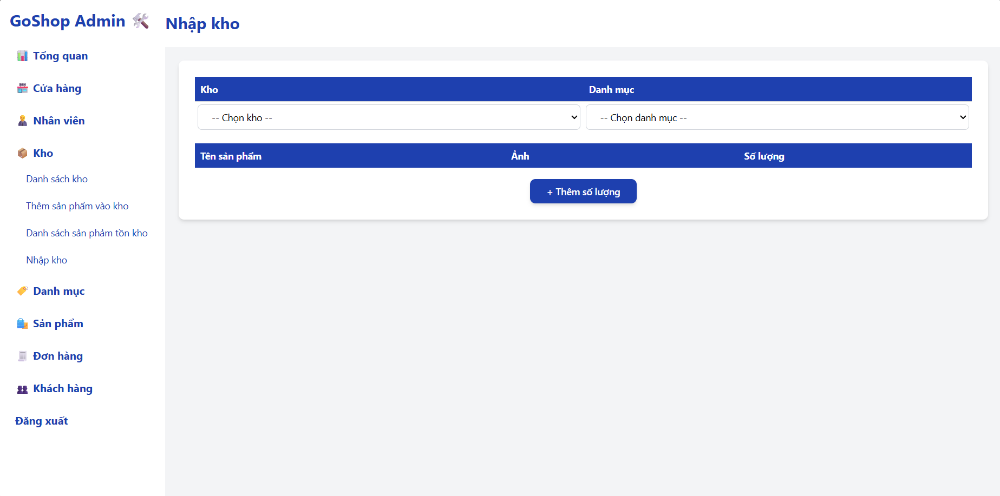 GoShop Admin
Nhập kho
Tổng quan
Cửa hàng
Nhân viên
Kho
Danh sách kho
Thêm sản phẩm vào kho
Danh sách sản phảm tồn kho
Nhập kho
Danh mục
Sản phẩm
Đơn hàng
Khách hàng
Đăng xuất
Kho Danh mục
-- Chọn kho -- -- Chọn danh mục --
Tên sản phẩm Ảnh Số lượng
+ Thêm số lượng